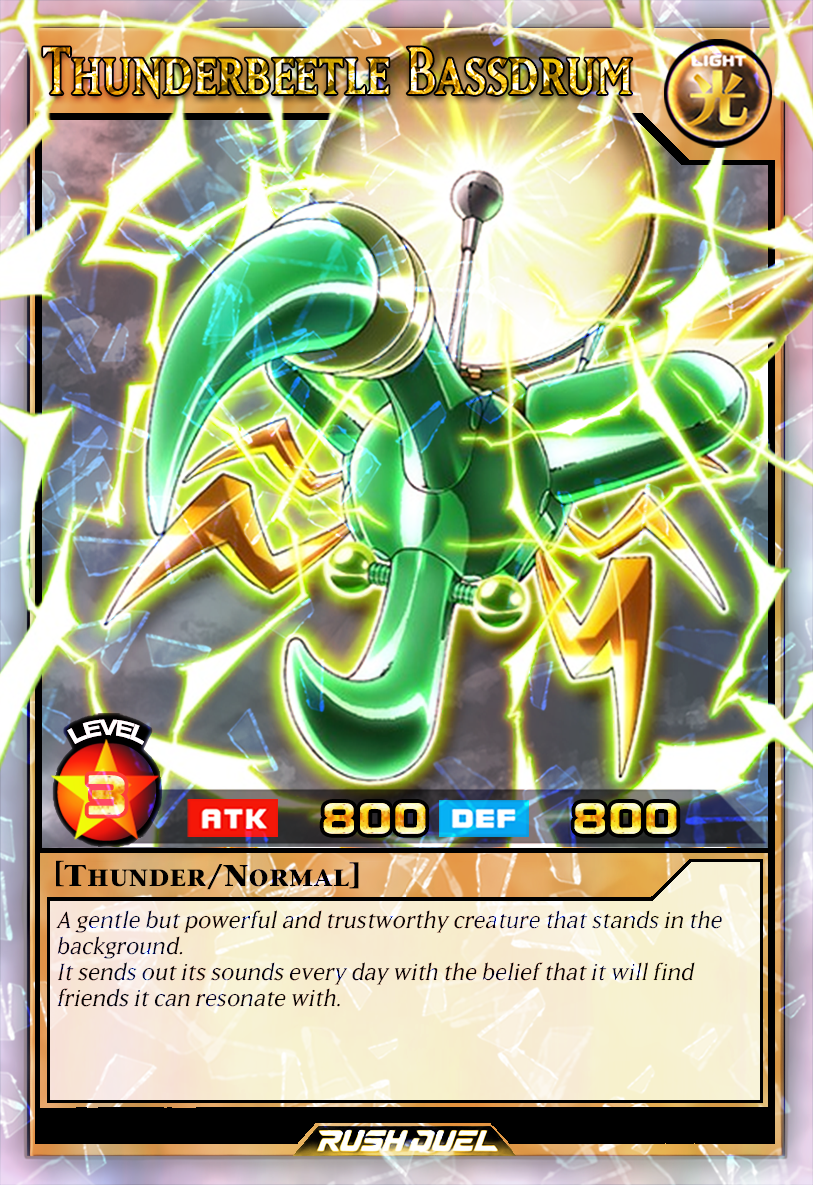 THUNDERBEETLE BASSDRUM
LIGHT
光
LEVEL
3
ATK 800 DEF 800
[THUNDER/NORMAL]
A gentle but powerful and trustworthy creature that stands in the
background.
It sends out its sounds every day with the belief that it will find
friends it can resonate with.
RUSH DUEL